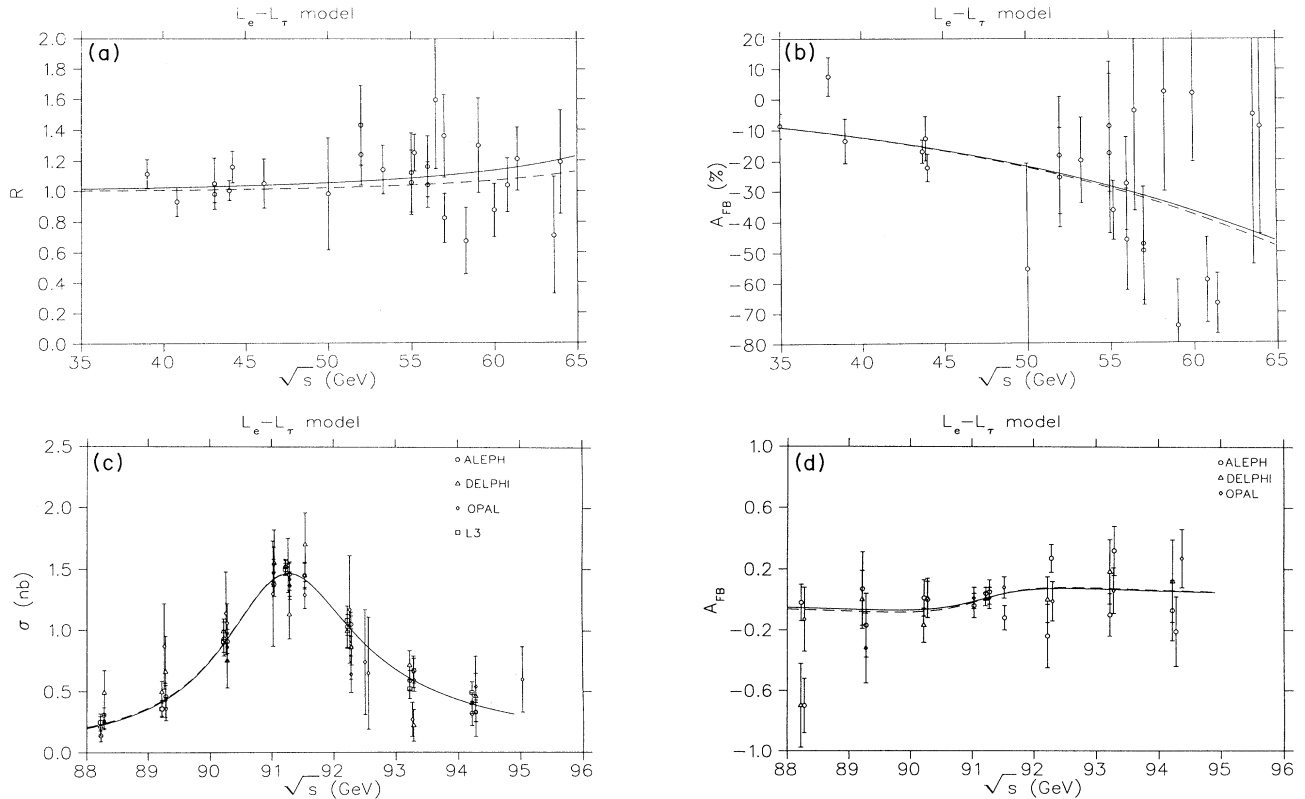 L_e−L_τ model
(a)
2.0
1.8
1.6
1.4
1.2
1.0
0.8
0.6
0.4
0.2
0.0
R
35 40 45 50 55 60 65
√s (GeV)
L_e−L_τ model
(b)
20
10
0
−10
−20
−30
−40
−50
−60
−70
−80
A_FB (%)
35 40 45 50 55 60 65
√s (GeV)
L_e−L_τ model
(c)
ALEPH
DELPHI
OPAL
L3
2.5
2.0
1.5
1.0
0.5
0.0
σ (nb)
88 89 90 91 92 93 94 95 96
√s (GeV)
L_e−L_τ model
(d)
ALEPH
DELPHI
OPAL
1.0
0.6
0.2
−0.2
−0.6
−1.0
A_FB
88 89 90 91 92 93 94 95 96
√s (GeV)